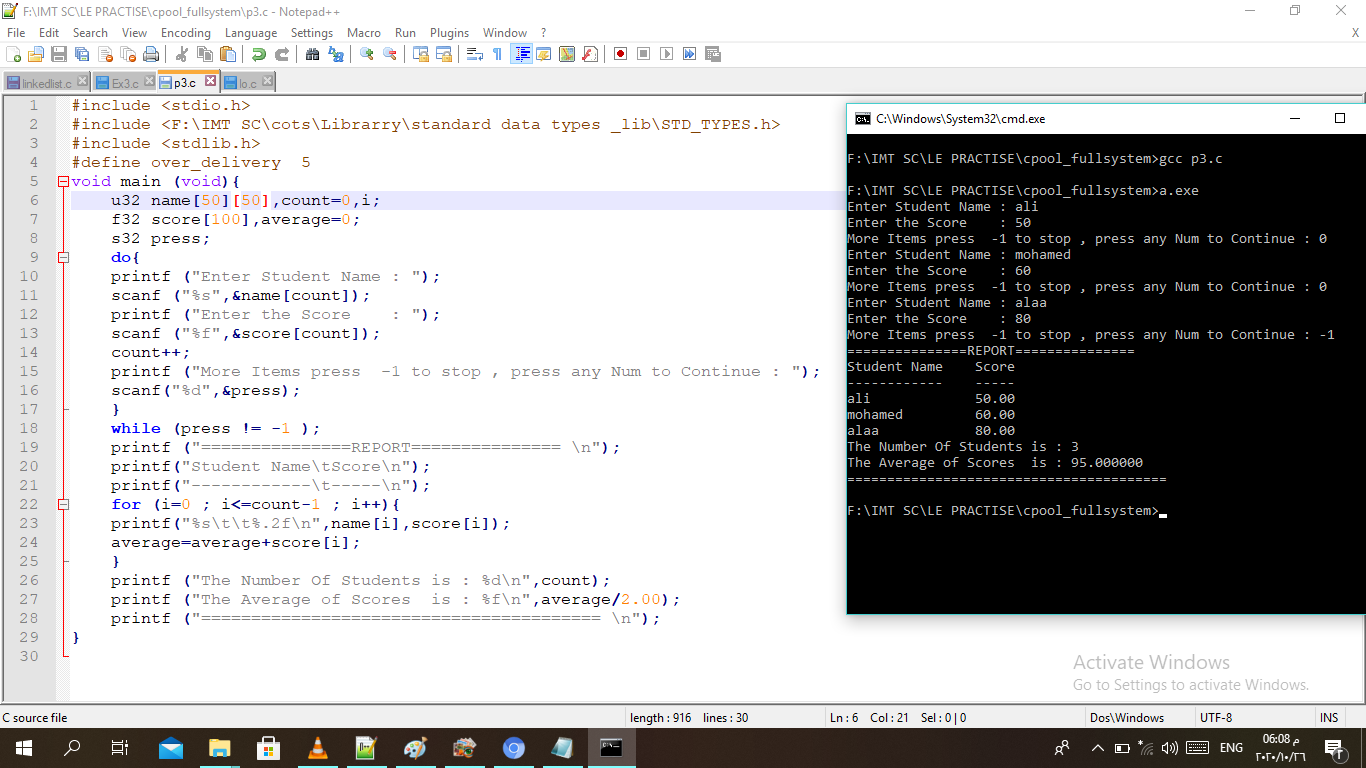 F:\IMT SC\LE PRACTISE\cpool_fullsystem\p3.c - Notepad++
File Edit Search View Encoding Language Settings Macro Run Plugins Window ? X
linkedlist.c Ex3.c p3.c lo.c
1 #include <stdio.h>
2 #include <F:\IMT SC\cots\Librarry\standard data types _lib\STD_TYPES.h>
3 #include <stdlib.h>
4 #define over_delivery  5
5 void main (void){
6     u32 name[50][50],count=0,i;
7     f32 score[100],average=0;
8     s32 press;
9     do{
10     printf ("Enter Student Name : ");
11     scanf ("%s",&name[count]);
12     printf ("Enter the Score    : ");
13     scanf ("%f",&score[count]);
14     count++;
15     printf ("More Items press  -1 to stop , press any Num to Continue : ");
16     scanf("%d",&press);
17     }
18     while (press != -1 );
19     printf ("===============REPORT=============== \n");
20     printf("Student Name\tScore\n");
21     printf("------------\t-----\n");
22     for (i=0 ; i<=count-1 ; i++){
23     printf("%s\t\t%.2f\n",name[i],score[i]);
24     average=average+score[i];
25     }
26     printf ("The Number Of Students is : %d\n",count);
27     printf ("The Average of Scores  is : %f\n",average/2.00);
28     printf ("======================================== \n");
29 }
30
C:\Windows\System32\cmd.exe
F:\IMT SC\LE PRACTISE\cpool_fullsystem>gcc p3.c
F:\IMT SC\LE PRACTISE\cpool_fullsystem>a.exe
Enter Student Name : ali
Enter the Score    : 50
More Items press  -1 to stop , press any Num to Continue : 0
Enter Student Name : mohamed
Enter the Score    : 60
More Items press  -1 to stop , press any Num to Continue : 0
Enter Student Name : alaa
Enter the Score    : 80
More Items press  -1 to stop , press any Num to Continue : -1
===============REPORT===============
Student Name    Score
------------    -----
ali             50.00
mohamed         60.00
alaa            80.00
The Number Of Students is : 3
The Average of Scores  is : 95.000000
========================================
F:\IMT SC\LE PRACTISE\cpool_fullsystem>
Activate Windows
Go to Settings to activate Windows.
C source file length : 916 lines : 30 Ln : 6 Col : 21 Sel : 0 | 0 Dos\Windows UTF-8 INS
ENG
06:08 م
٢٠٢٠/١٠/٢٦